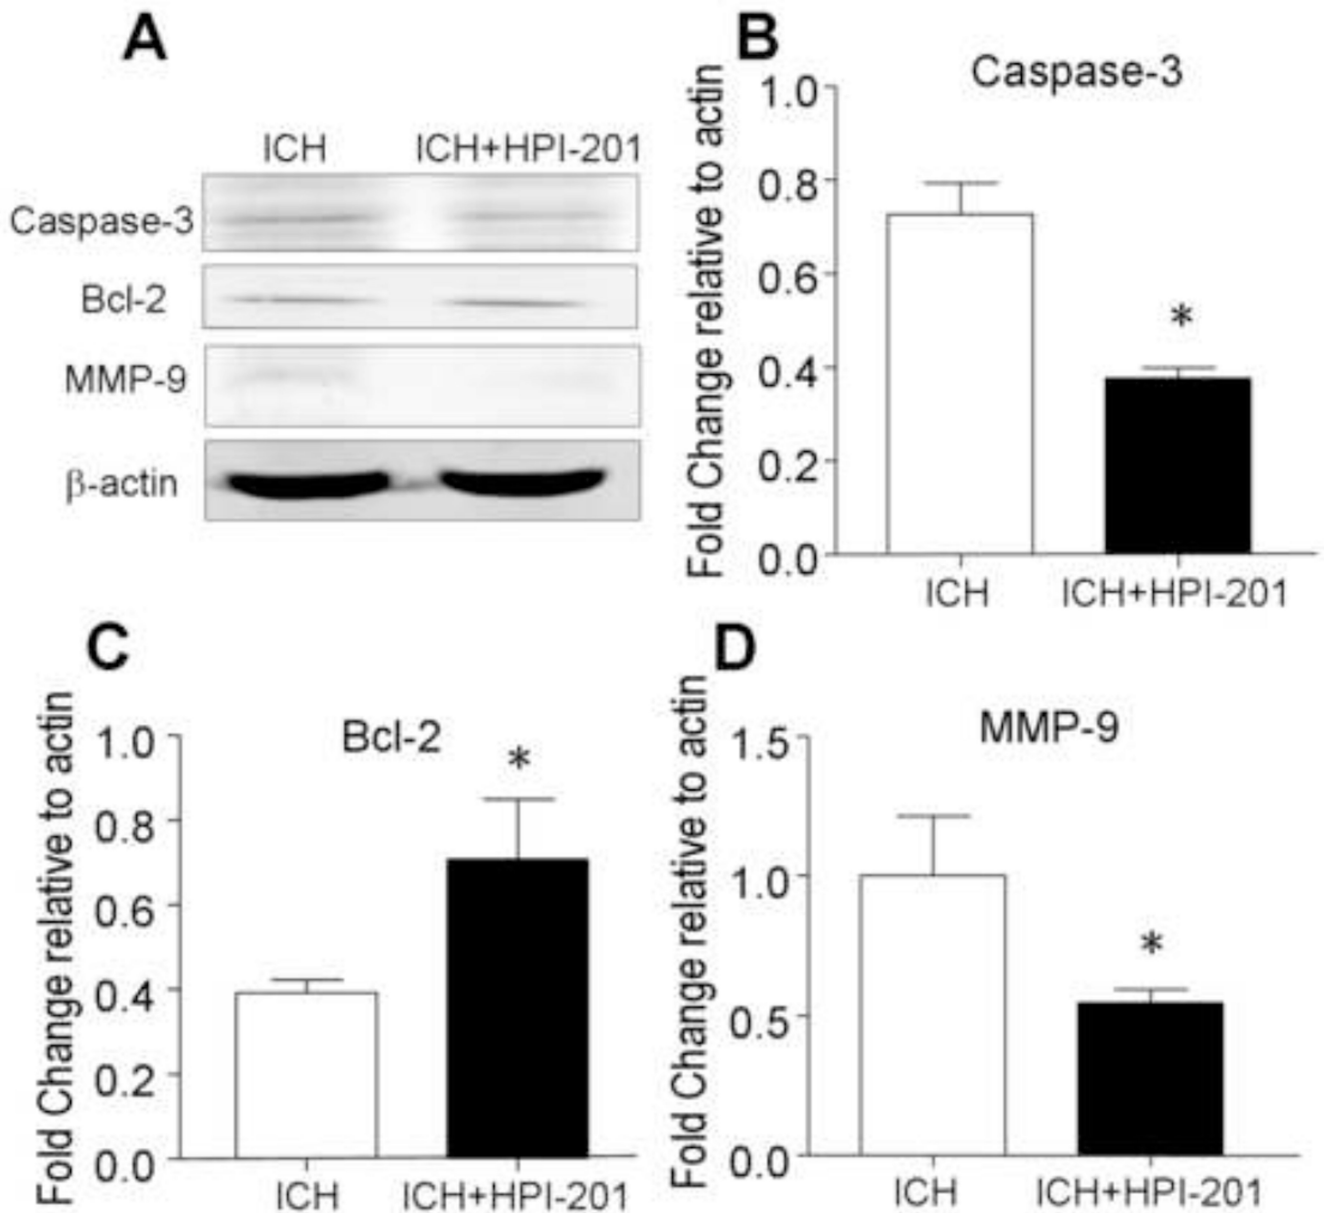 A
ICH ICH+HPI-201
Caspase-3
Bcl-2
MMP-9
β-actin
B
Caspase-3
Fold Change relative to actin
1.0
0.8
0.6
0.4
0.2
0.0
*
ICH ICH+HPI-201
C
Bcl-2
Fold Change relative to actin
1.0
0.8
0.6
0.4
0.2
0.0
*
ICH ICH+HPI-201
D
MMP-9
Fold Change relative to actin
1.5
1.0
0.5
0.0
*
ICH ICH+HPI-201